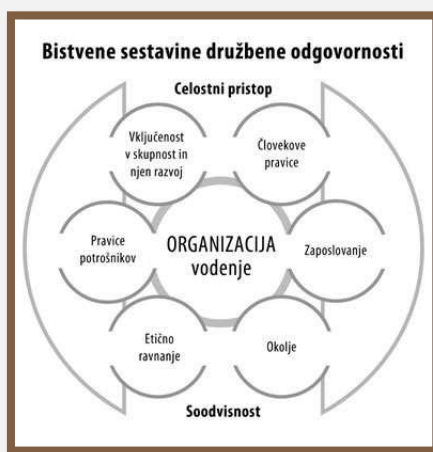 Bistvene sestavine družbene odgovornosti
Celostni pristop
Vključenost
v skupnost in
njen razvoj
Človekove
pravice
Pravice
potrošnikov
ORGANIZACIJA
vodenje
Zaposlovanje
Etično
ravnanje
Okolje
Soodvisnost